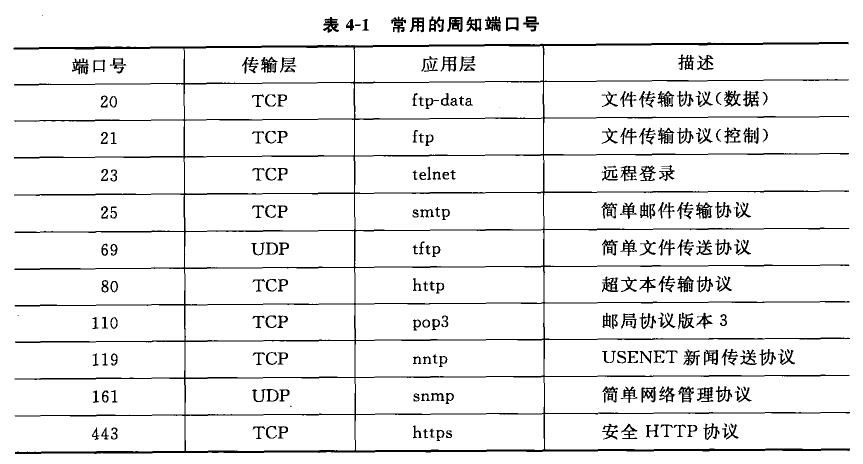 表 4-1 常用的周知端口号
端口号 传输层 应用层 描述
20 TCP ftp-data 文件传输协议(数据)
21 TCP ftp 文件传输协议(控制)
23 TCP telnet 远程登录
25 TCP smtp 简单邮件传输协议
69 UDP tftp 简单文件传送协议
80 TCP http 超文本传输协议
110 TCP pop3 邮局协议版本 3
119 TCP nntp USENET 新闻传送协议
161 UDP snmp 简单网络管理协议
443 TCP https 安全 HTTP 协议